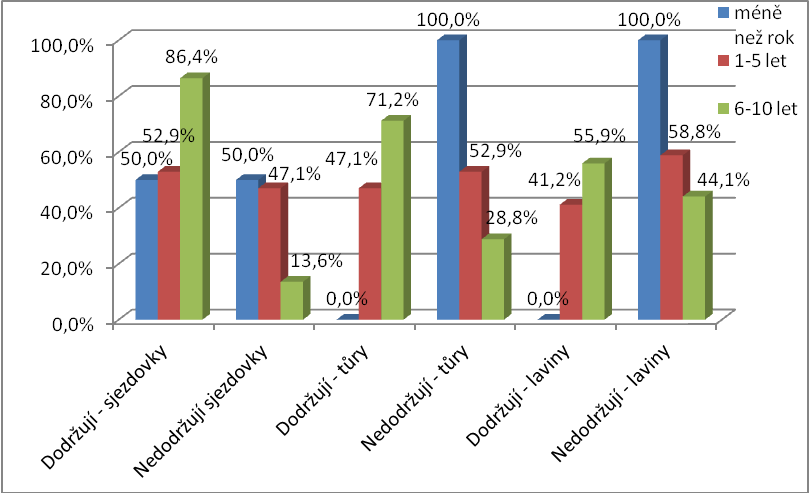 100,0%
80,0%
60,0%
40,0%
20,0%
0,0%
50,0%
52,9%
86,4%
50,0%
47,1%
13,6%
0,0%
47,1%
71,2%
100,0%
52,9%
28,8%
0,0%
41,2%
55,9%
100,0%
58,8%
44,1%
Dodržují - sjezdovky
Nedodržují sjezdovky
Dodržují - tůry
Nedodržují - tůry
Dodržují - laviny
Nedodržují - laviny
méně
než rok
1-5 let
6-10 let